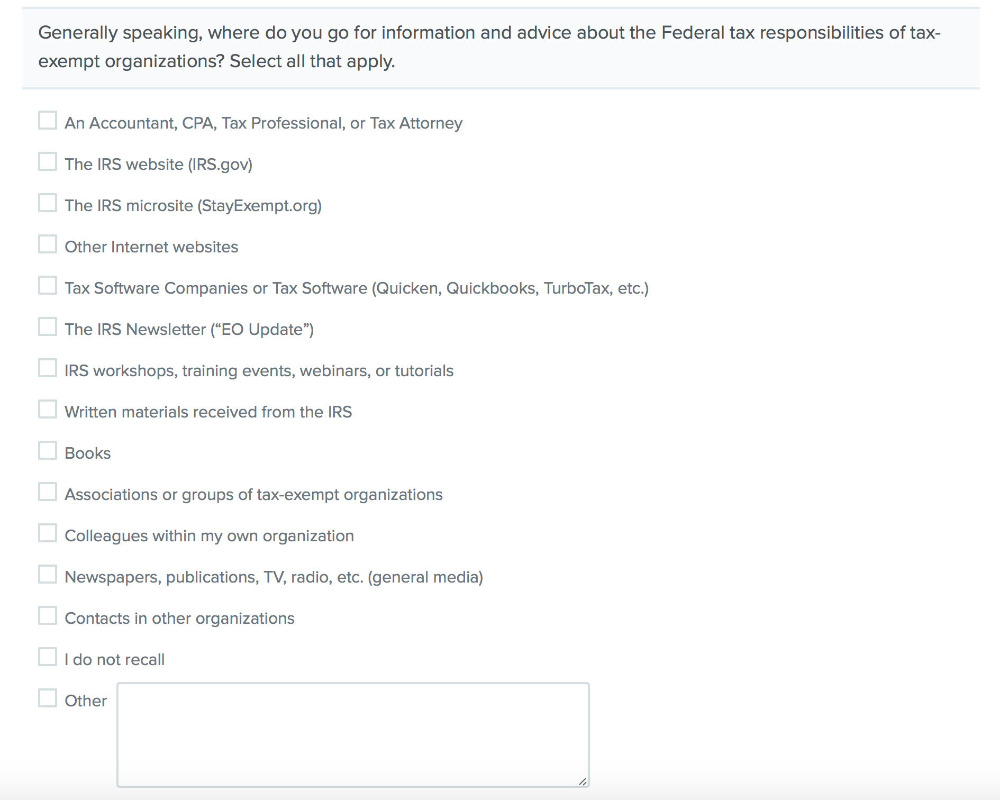 Generally speaking, where do you go for information and advice about the Federal tax responsibilities of tax-
exempt organizations? Select all that apply.
An Accountant, CPA, Tax Professional, or Tax Attorney
The IRS website (IRS.gov)
The IRS microsite (StayExempt.org)
Other Internet websites
Tax Software Companies or Tax Software (Quicken, Quickbooks, TurboTax, etc.)
The IRS Newsletter (“EO Update”)
IRS workshops, training events, webinars, or tutorials
Written materials received from the IRS
Books
Associations or groups of tax-exempt organizations
Colleagues within my own organization
Newspapers, publications, TV, radio, etc. (general media)
Contacts in other organizations
I do not recall
Other